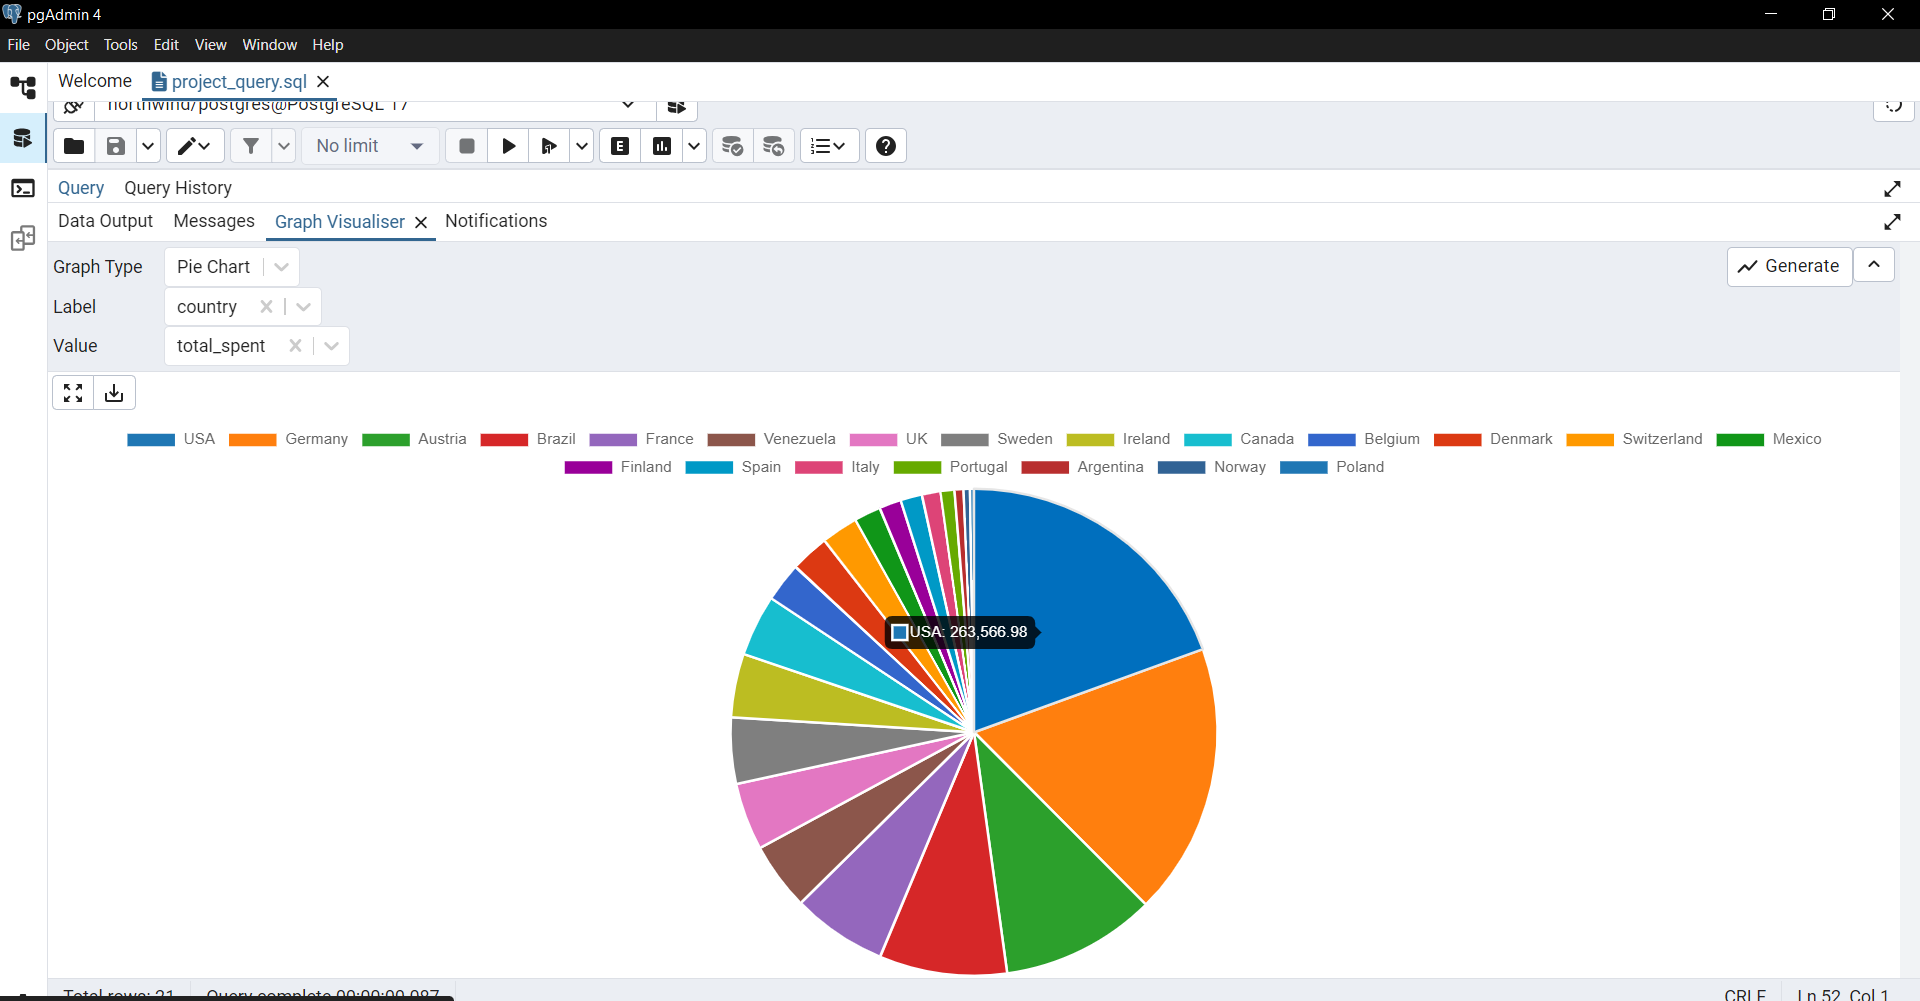 pgAdmin 4
File Object Tools Edit View Window Help
Welcome project_query.sql
northwind/postgres@PostgreSQL 17
No limit
E
Query Query History
Data Output Messages Graph Visualiser Notifications
Graph Type Pie Chart Generate
Label country
Value total_spent
USA Germany Austria Brazil France Venezuela UK Sweden Ireland Canada Belgium Denmark Switzerland Mexico
Finland Spain Italy Portugal Argentina Norway Poland
USA: 263,566.98
Total rows: 21 Query complete 00:00:00.087 CRLF Ln 52, Col 1